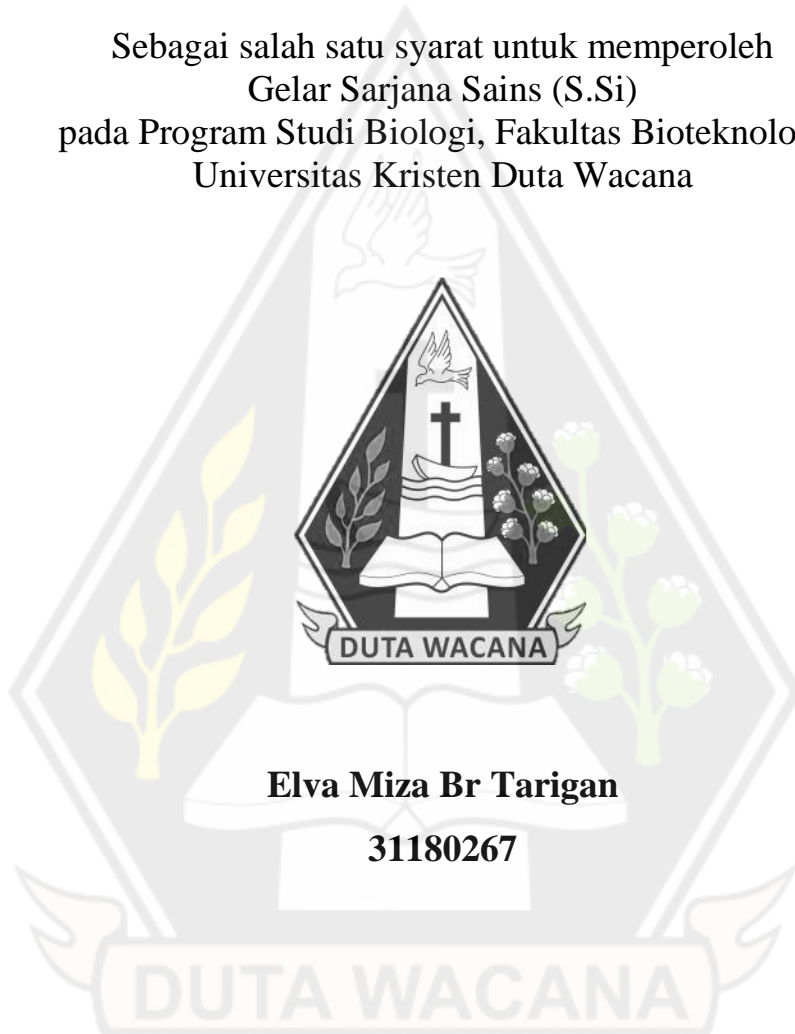 Sebagai salah satu syarat untuk memperoleh
Gelar Sarjana Sains (S.Si)
pada Program Studi Biologi, Fakultas Bioteknolo
Universitas Kristen Duta Wacana
DUTA WACANA
Elva Miza Br Tarigan
31180267
DUTA WACANA